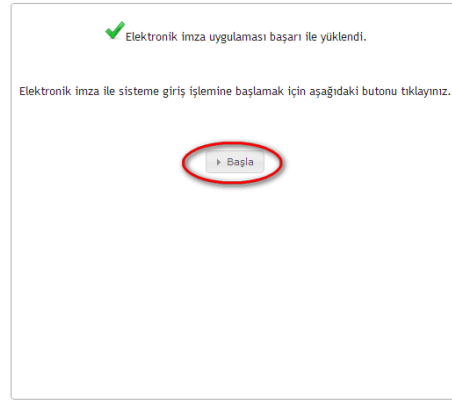 Elektronik imza uygulaması başarı ile yüklendi.
Elektronik imza ile sisteme giriş işlemine başlamak için aşağıdaki butonu tıklayınız.
Başla